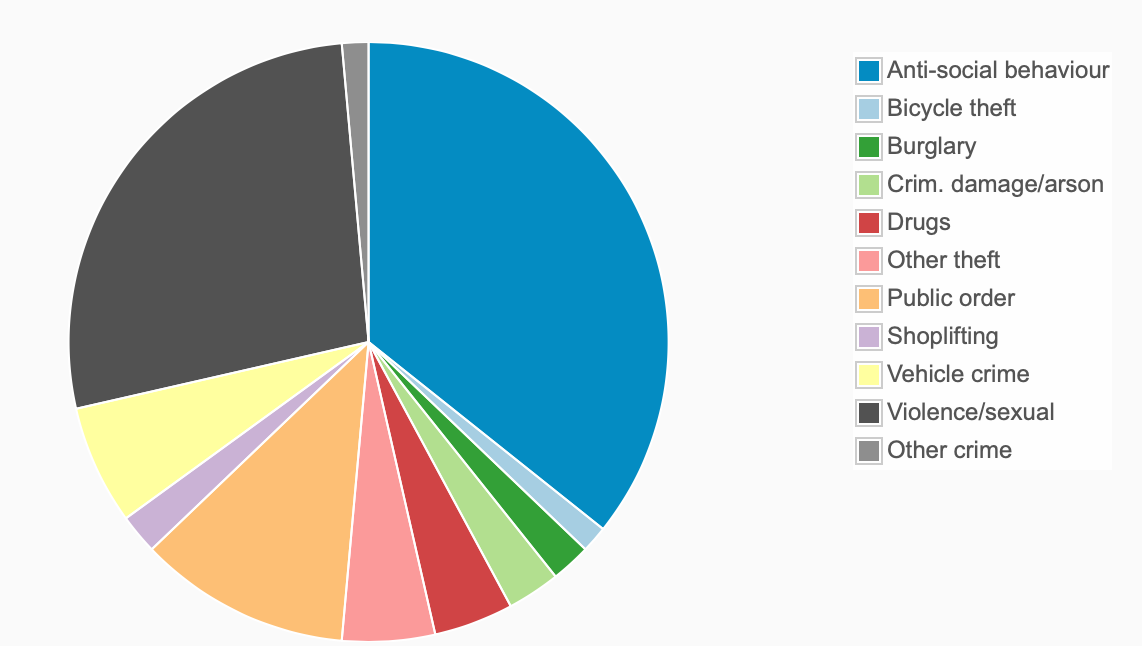 Anti-social behaviour
Bicycle theft
Burglary
Crim. damage/arson
Drugs
Other theft
Public order
Shoplifting
Vehicle crime
Violence/sexual
Other crime